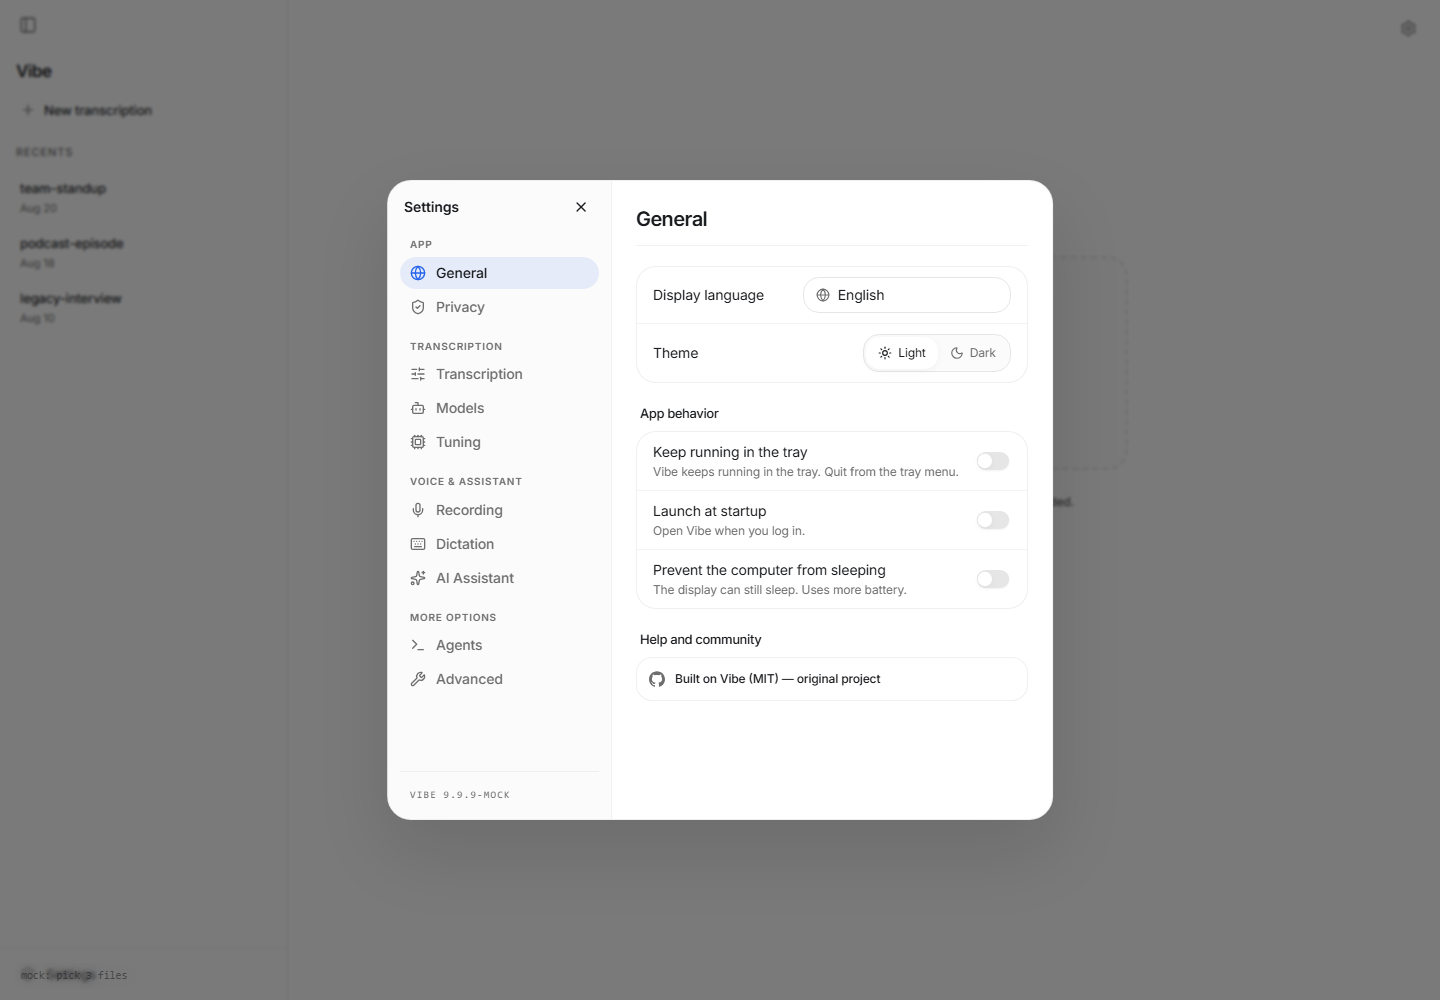 Vibe
New transcription
RECENTS
team-standup
Aug 20
podcast-episode
Aug 18
legacy-interview
Aug 10
mock: pick 3 files
Settings
APP
General
Privacy
TRANSCRIPTION
Transcription
Models
Tuning
VOICE & ASSISTANT
Recording
Dictation
AI Assistant
MORE OPTIONS
Agents
Advanced
VIBE 9.9.9-MOCK
General
Display language
English
Theme
Light
Dark
App behavior
Keep running in the tray
Vibe keeps running in the tray. Quit from the tray menu.
Launch at startup
Open Vibe when you log in.
Prevent the computer from sleeping
The display can still sleep. Uses more battery.
Help and community
Built on Vibe (MIT) — original project